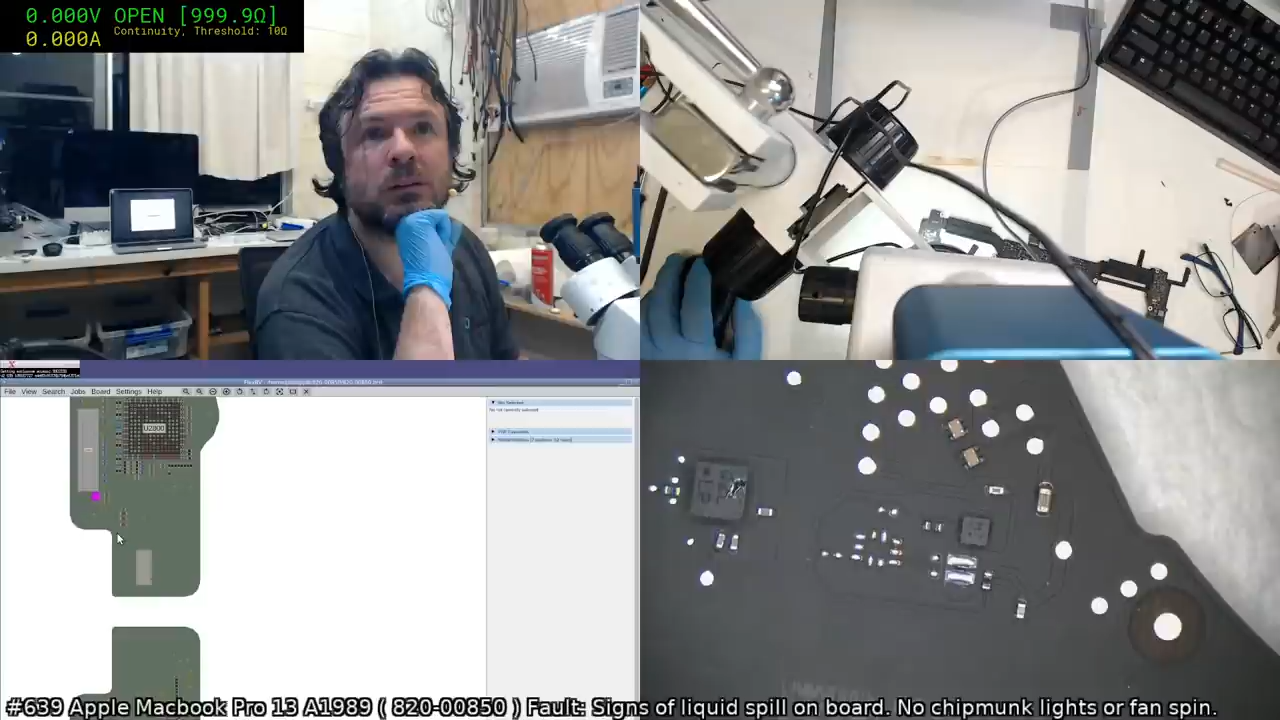 0.000V OPEN [999.9Ω]
0.000A Continuity, Threshold: 10Ω
File View Search Jobs Board Settings Help
U2800
#639 Apple Macbook Pro 13 A1989 ( 820-00850 ) Fault: Signs of liquid spill on board. No chipmunk lights or fan spin.